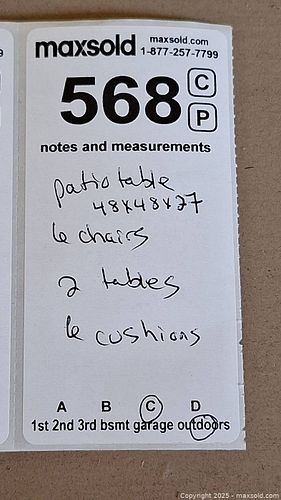 maxsold maxsold.com
1-877-257-7799
568 C
P
notes and measurements
patio table
48x48x27
6 chairs
2 tables
6 cushions
A B C D
1st 2nd 3rd bsmt garage outdoors
Copyright © 2025 - maxsold.com